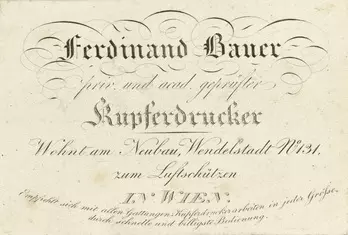 Ferdinand Bauer
priv. und acad. geprüfter
Kupferdrucker
Wohnt am Neubau, Wendelstadt No. 131.
zum Luftschützen
IN WIEN.
Empfiehlt sich mit allen Gattungen Kupferdruckerarbeiten in jeder Grösse,
durch schnelle und billigste Bedienung.